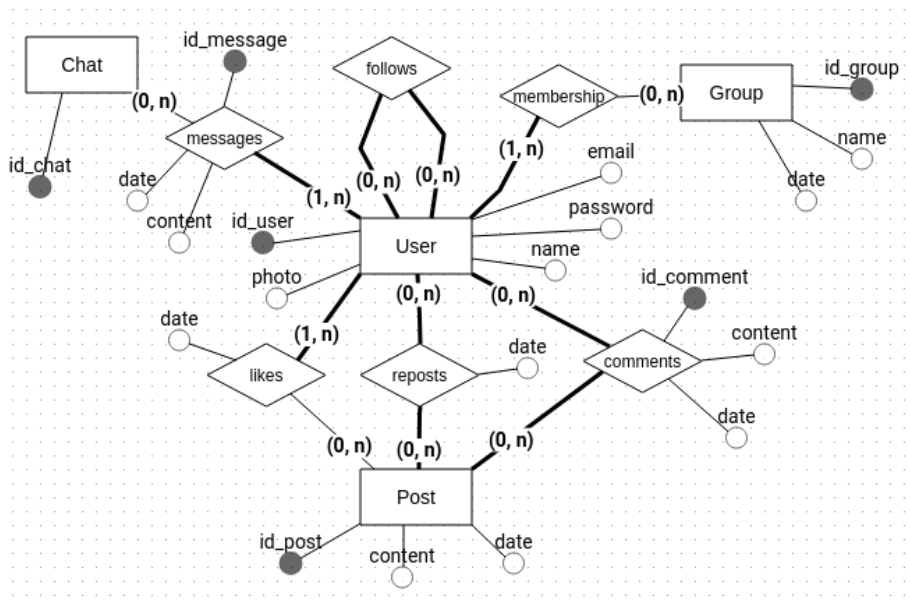 id_message
Chat
follows
id_group
(0, n)
membership
(0, n)
Group
messages
(1, n)
email
name
id_chat
date
(0, n)
(0, n)
date
(1, n)
password
content
id_user
User
name
photo
(0, n)
(0, n)
id_comment
date
(1, n)
date
content
likes
reposts
comments
date
(0, n)
(0, n)
(0, n)
Post
id_post
content
date